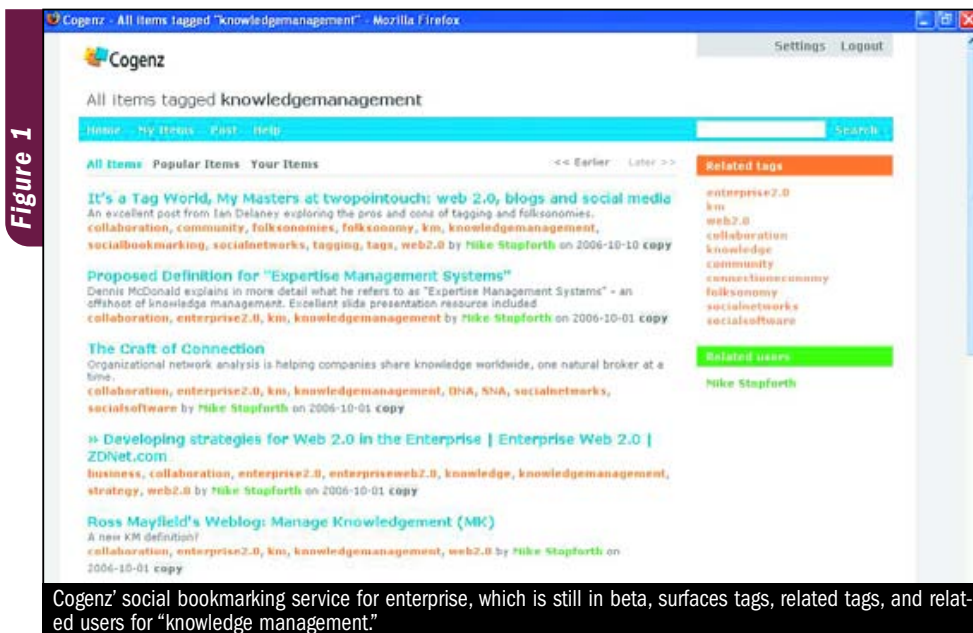 Figure 1
Cogenz - All items tagged "knowledgemanagement" - Mozilla Firefox
Settings Logout
Cogenz
All items tagged knowledgemanagement
Home My Items Post Help
Search
All Items Popular Items Your Items
<< Earlier Later >>
It's a Tag World, My Masters at twopointouch: web 2.0, blogs and social media
An excellent post from Ian Delaney exploring the pros and cons of tagging and folksonomies.
collaboration, community, folksonomies, folksonomy, km, knowledgemanagement,
socialbookmarking, socialnetworks, tagging, tags, web2.0 by Mike Stopforth on 2006-10-10 copy
Proposed Definition for "Expertise Management Systems"
Dennis McDonald explains in more detail what he refers to as "Expertise Management Systems" - an
offshoot of knowledge management. Excellent slide presentation resource included
collaboration, enterprise2.0, km, knowledgemanagement by Mike Stopforth on 2006-10-01 copy
The Craft of Connection
Organizational network analysis is helping companies share knowledge worldwide, one natural broker at a
time.
collaboration, enterprise2.0, km, knowledgemanagement, ONA, SNA, socialnetworks,
socialsoftware by Mike Stopforth on 2006-10-01 copy
» Developing strategies for Web 2.0 in the Enterprise | Enterprise Web 2.0 |
ZDNet.com
business, collaboration, enterprise2.0, enterpriseweb2.0, knowledge, knowledgemanagement,
strategy, web2.0 by Mike Stopforth on 2006-10-01 copy
Ross Mayfield's Weblog: Manage Knowledgement (MK)
A new KM definition?
collaboration, enterprise2.0, km, knowledgemanagement, web2.0 by Mike Stopforth on
2006-10-01 copy
Related tags
enterprise2.0
km
web2.0
collaboration
knowledge
community
connectioneconomy
folksonomy
socialnetworks
socialsoftware
Related users
Mike Stopforth
Cogenz' social bookmarking service for enterprise, which is still in beta, surfaces tags, related tags, and relat-
ed users for “knowledge management.”